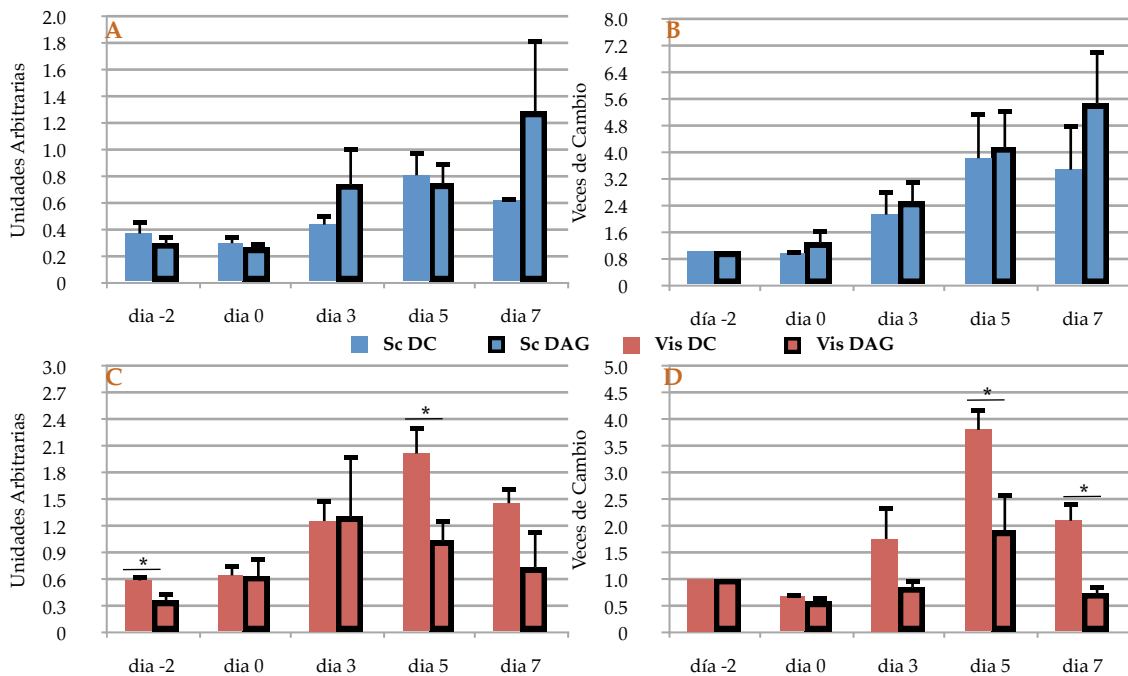 A
Unidades Arbitrarias
2.0
1.8
1.6
1.4
1.2
1.0
0.8
0.6
0.4
0.2
0
dia -2
dia 0
dia 3
dia 5
dia 7
B
Veces de Cambio
8.0
7.2
6.4
5.6
4.8
4.0
3.2
2.4
1.6
0.8
0
día -2
dia 0
dia 3
dia 5
dia 7
Sc DC
Sc DAG
Vis DC
Vis DAG
C
Unidades Arbitrarias
3.0
2.7
2.4
2.1
1.8
1.5
1.2
0.9
0.6
0.3
0
*
*
dia -2
dia 0
dia 3
dia 5
dia 7
D
Veces de Cambio
5.0
4.5
4.0
3.5
3.0
2.5
2.0
1.5
1.0
0.5
0
*
*
día -2
dia 0
dia 3
dia 5
dia 7